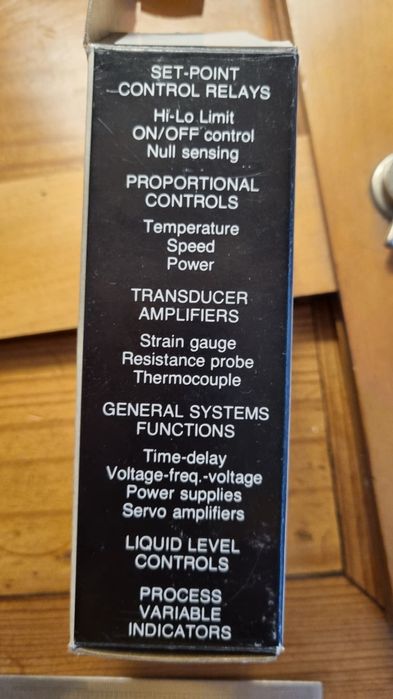 SET-POINT
CONTROL RELAYS
Hi-Lo Limit
ON/OFF control
Null sensing
PROPORTIONAL
CONTROLS
Temperature
Speed
Power
TRANSDUCER
AMPLIFIERS
Strain gauge
Resistance probe
Thermocouple
GENERAL SYSTEMS
FUNCTIONS
Time-delay
Voltage-freq.-voltage
Power supplies
Servo amplifiers
LIQUID LEVEL
CONTROLS
PROCESS
VARIABLE
INDICATORS